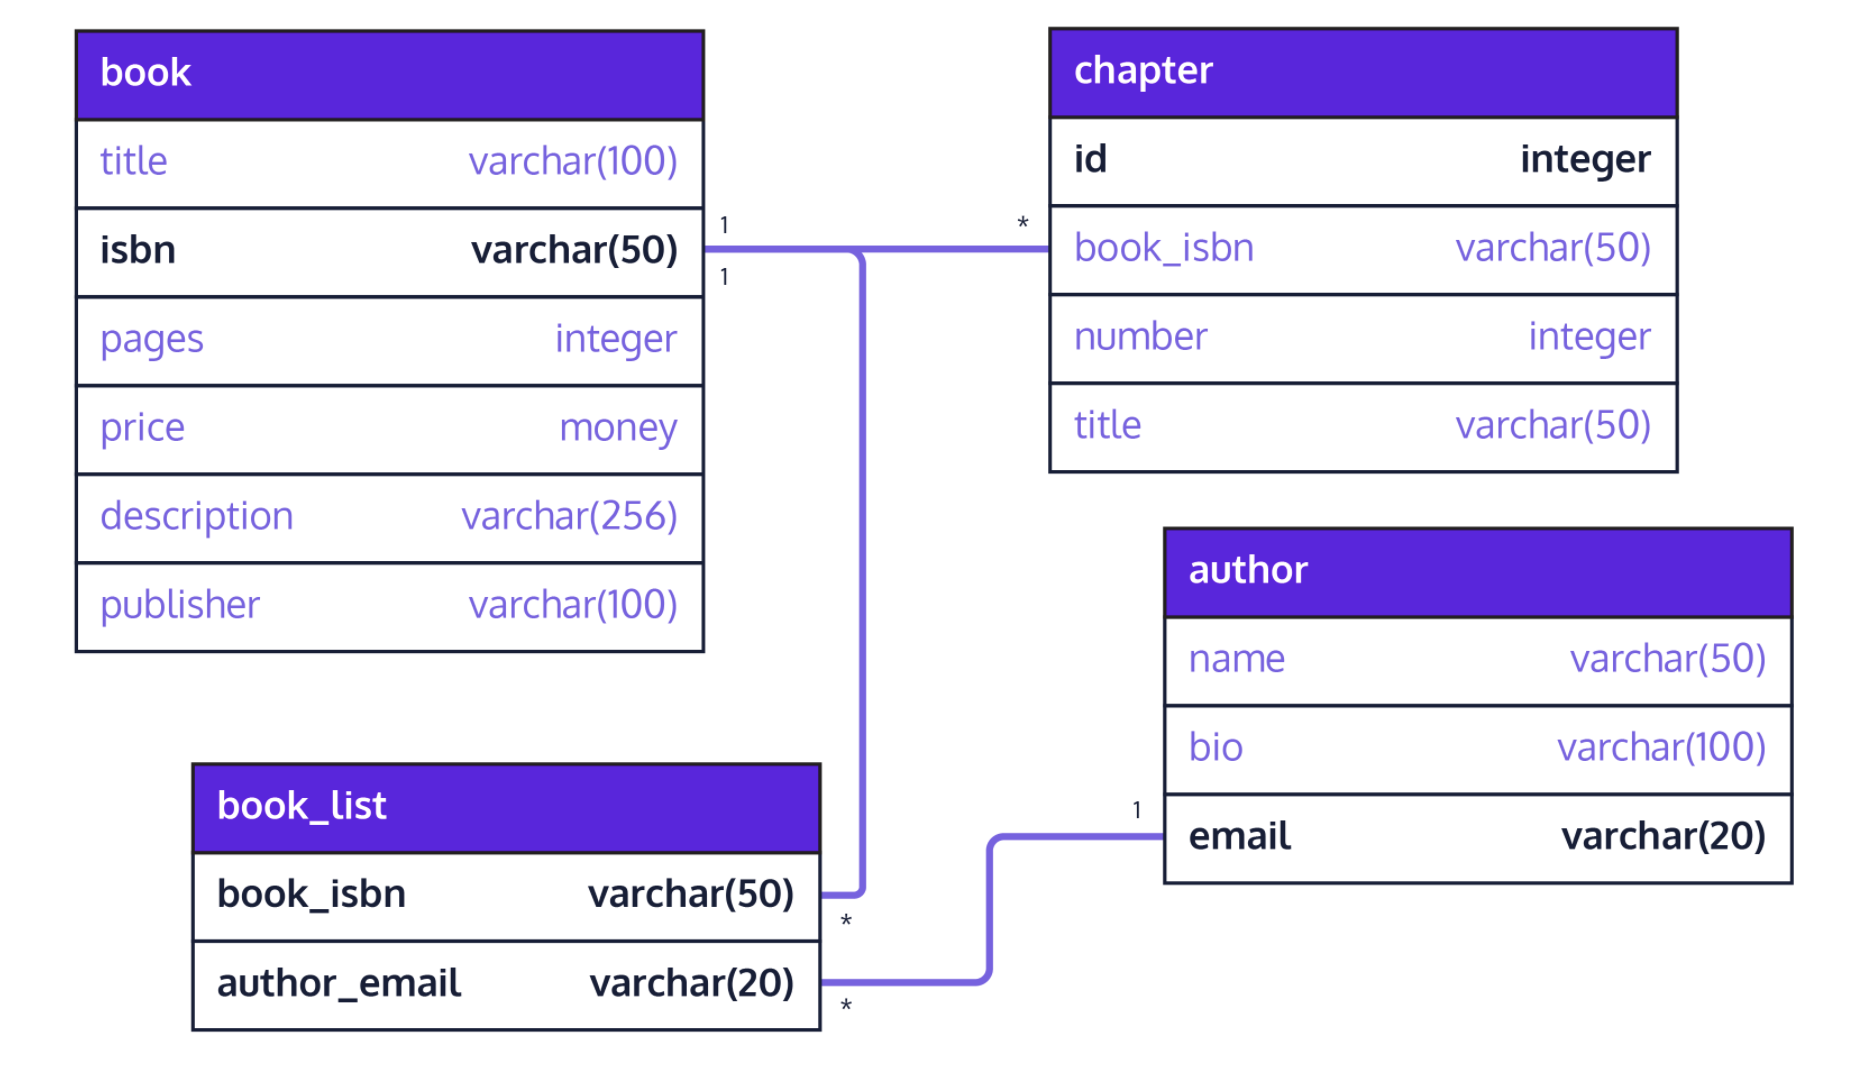 book
title varchar(100)
isbn varchar(50)
pages integer
price money
description varchar(256)
publisher varchar(100)
1
1
*
chapter
id integer
book_isbn varchar(50)
number integer
title varchar(50)
author
name varchar(50)
bio varchar(100)
email varchar(20)
1
book_list
book_isbn varchar(50)
author_email varchar(20)
*
*